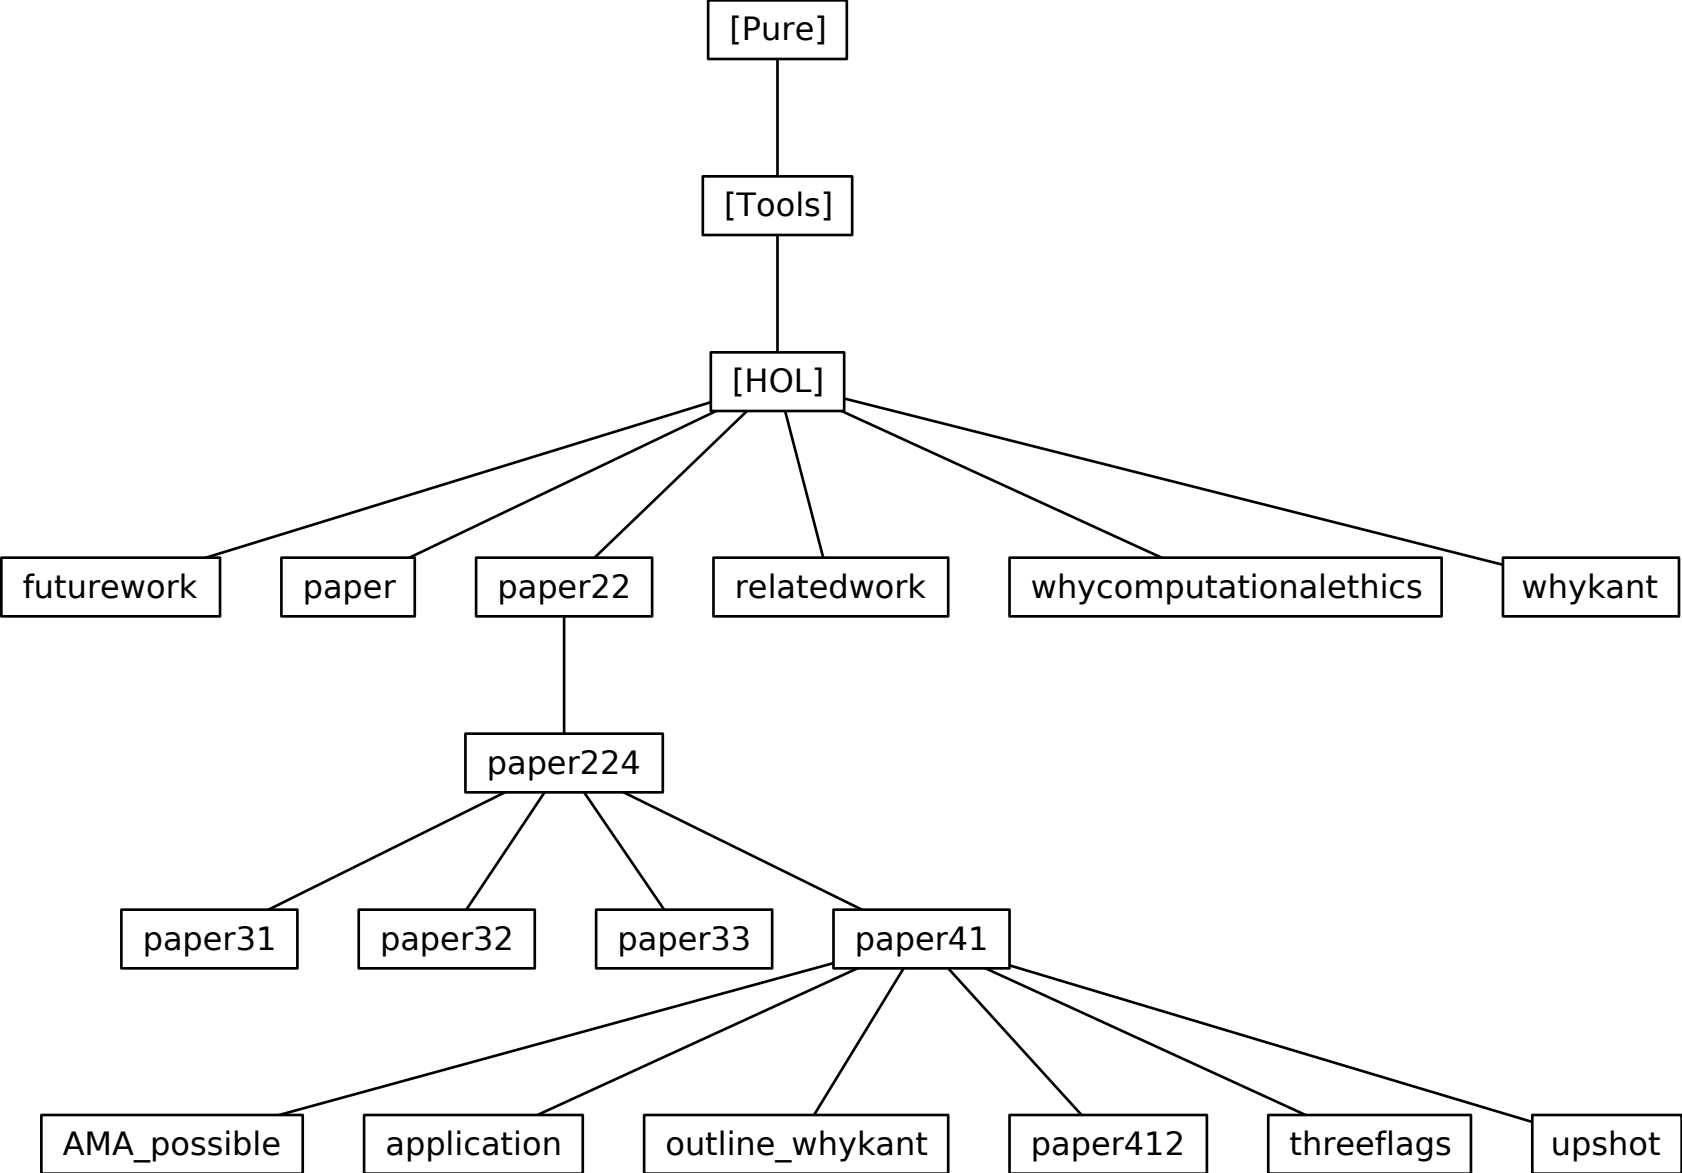 [Pure]
[Tools]
[HOL]
futurework
paper
paper22
relatedwork
whycomputationalethics
whykant
paper224
paper31
paper32
paper33
paper41
AMA_possible
application
outline_whykant
paper412
threeflags
upshot